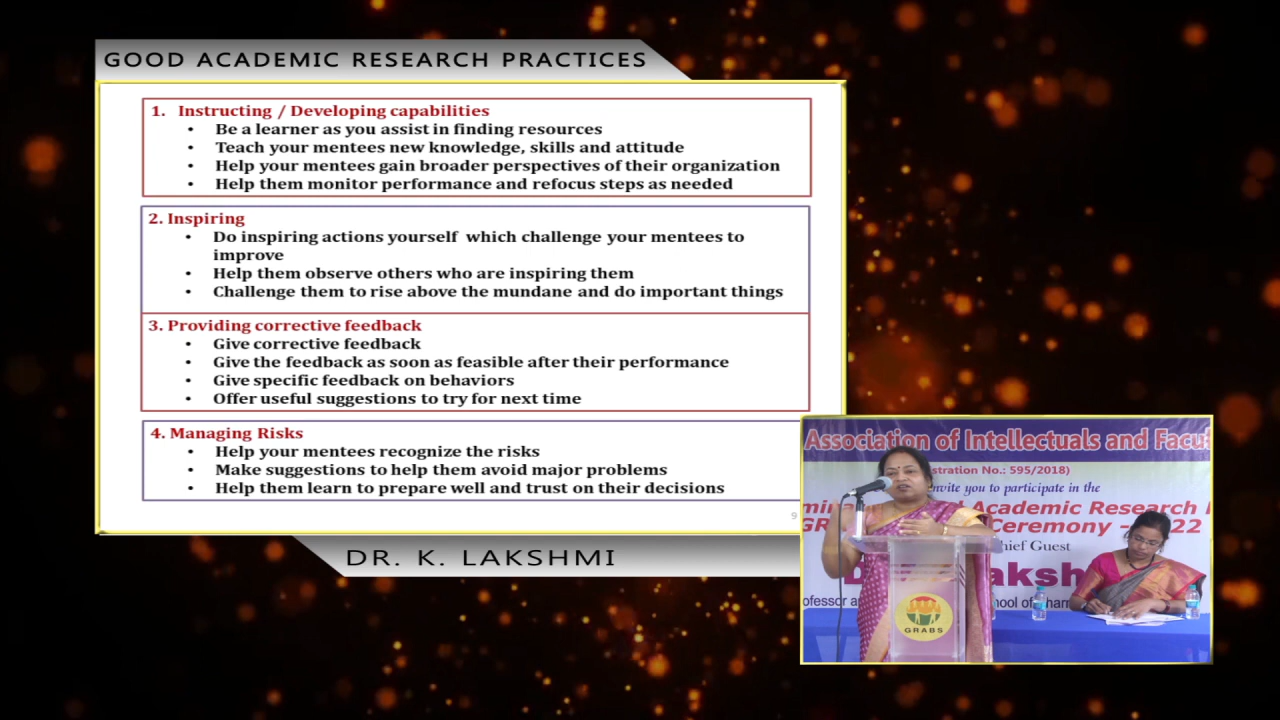 GOOD ACADEMIC RESEARCH PRACTICES
1. Instructing / Developing capabilities
• Be a learner as you assist in finding resources
• Teach your mentees new knowledge, skills and attitude
• Help your mentees gain broader perspectives of their organization
• Help them monitor performance and refocus steps as needed
2. Inspiring
• Do inspiring actions yourself which challenge your mentees to
improve
• Help them observe others who are inspiring them
• Challenge them to rise above the mundane and do important things
3. Providing corrective feedback
• Give corrective feedback
• Give the feedback as soon as feasible after their performance
• Give specific feedback on behaviors
• Offer useful suggestions to try for next time
4. Managing Risks
• Help your mentees recognize the risks
• Make suggestions to help them avoid major problems
• Help them learn to prepare well and trust on their decisions
9
DR. K. LAKSHMI
Association of Intellectuals and
No.: 595/2018)
you to participate in the
Academic Research
Ceremony
Guest
GRABS